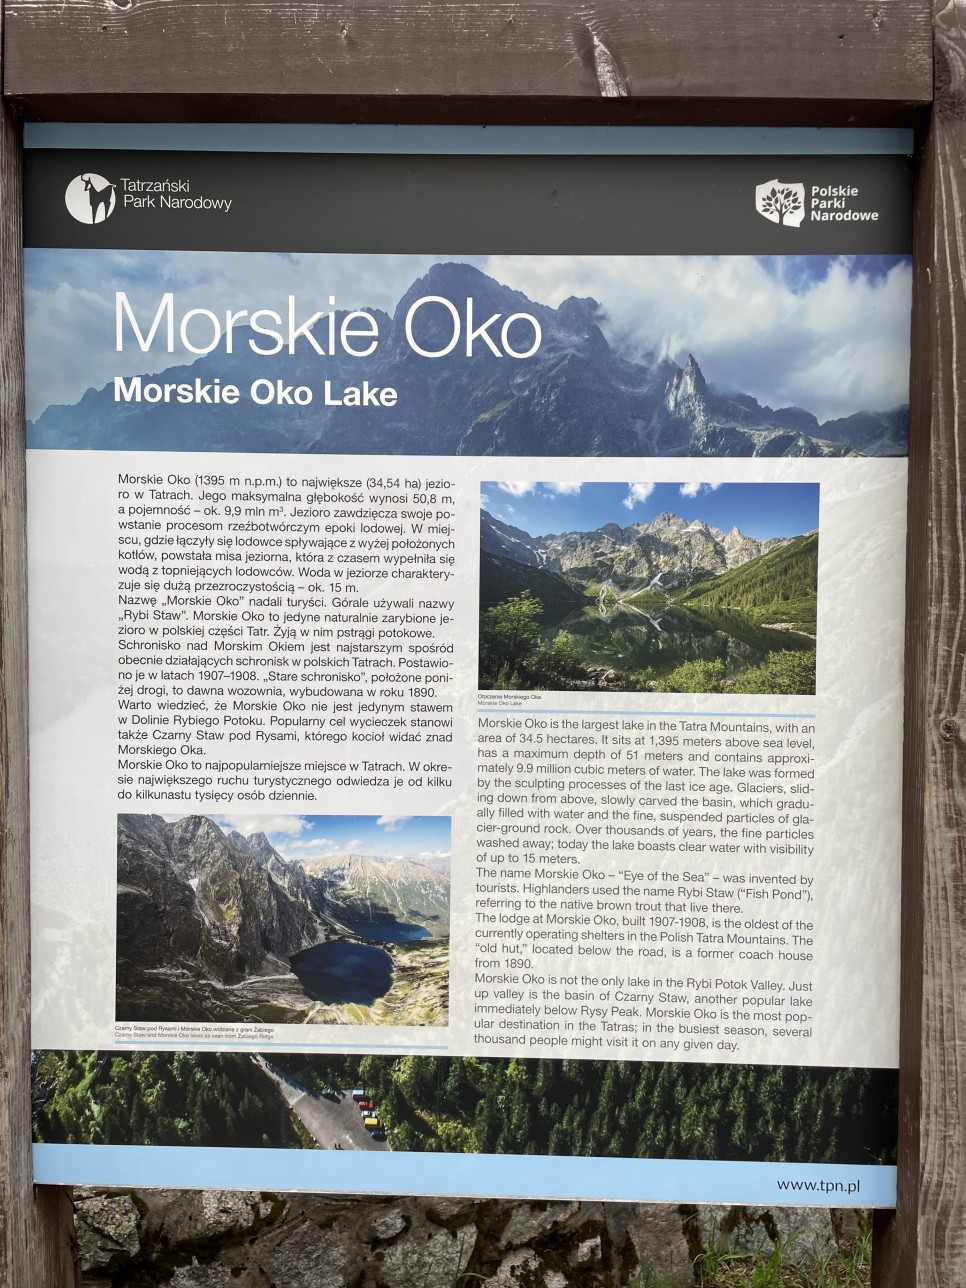 Tatrzański
Park Narodowy
Polskie
Parki
Narodowe
Morskie Oko
Morskie Oko Lake
Morskie Oko (1395 m n.p.m.) to największe (34,54 ha) jezio-
ro w Tatrach. Jego maksymalna głębokość wynosi 50,8 m,
a pojemność – ok. 9,9 mln m³. Jezioro zawdzięcza swoje po-
wstanie procesom rzeźbotwórczym epoki lodowej. W miej-
scu, gdzie łączyły się lodowce spływające z wyżej położonych
kotłów, powstała misa jeziorna, która z czasem wypełniła się
wodą z topniejących lodowców. Woda w jeziorze charaktery-
zuje się dużą przezroczystością – ok. 15 m.
Nazwę „Morskie Oko” nadali turyści. Górale używali nazwy
„Rybi Staw”. Morskie Oko to jedyne naturalnie zarybione je-
zioro w polskiej części Tatr. Żyją w nim pstrągi potokowe.
Schronisko nad Morskim Okiem jest najstarszym spośród
obecnie działających schronisk w polskich Tatrach. Postawio-
no je w latach 1907–1908. „Stare schronisko”, położone poni-
żej drogi, to dawna wozownia, wybudowana w roku 1890.
Warto wiedzieć, że Morskie Oko nie jest jedynym stawem
w Dolinie Rybiego Potoku. Popularny cel wycieczek stanowi
także Czarny Staw pod Rysami, którego kocioł widać znad
Morskiego Oka.
Morskie Oko to najpopularniejsze miejsce w Tatrach. W okre-
sie największego ruchu turystycznego odwiedza je od kilku
do kilkunastu tysięcy osób dziennie.
Czarny Staw pod Rysami i Morskie Oko widziane z grani Żabiego
Czarny Staw and Morskie Oko lakes as seen from Żabiego Ridge
Otoczenie Morskiego Oka
Morskie Oko Lake
Morskie Oko is the largest lake in the Tatra Mountains, with an
area of 34.5 hectares. It sits at 1,395 meters above sea level,
has a maximum depth of 51 meters and contains approxi-
mately 9.9 million cubic meters of water. The lake was formed
by the sculpting processes of the last ice age. Glaciers, slid-
ing down from above, slowly carved the basin, which gradu-
ally filled with water and the fine, suspended particles of gla-
cier-ground rock. Over thousands of years, the fine particles
washed away; today the lake boasts clear water with visibility
of up to 15 meters.
The name Morskie Oko – “Eye of the Sea” – was invented by
tourists. Highlanders used the name Rybi Staw (“Fish Pond”),
referring to the native brown trout that live there.
The lodge at Morskie Oko, built 1907-1908, is the oldest of the
currently operating shelters in the Polish Tatra Mountains. The
“old hut,” located below the road, is a former coach house
from 1890.
Morskie Oko is not the only lake in the Rybi Potok Valley. Just
up valley is the basin of Czarny Staw, another popular lake
immediately below Rysy Peak. Morskie Oko is the most pop-
ular destination in the Tatras; in the busiest season, several
thousand people might visit it on any given day.
www.tpn.pl